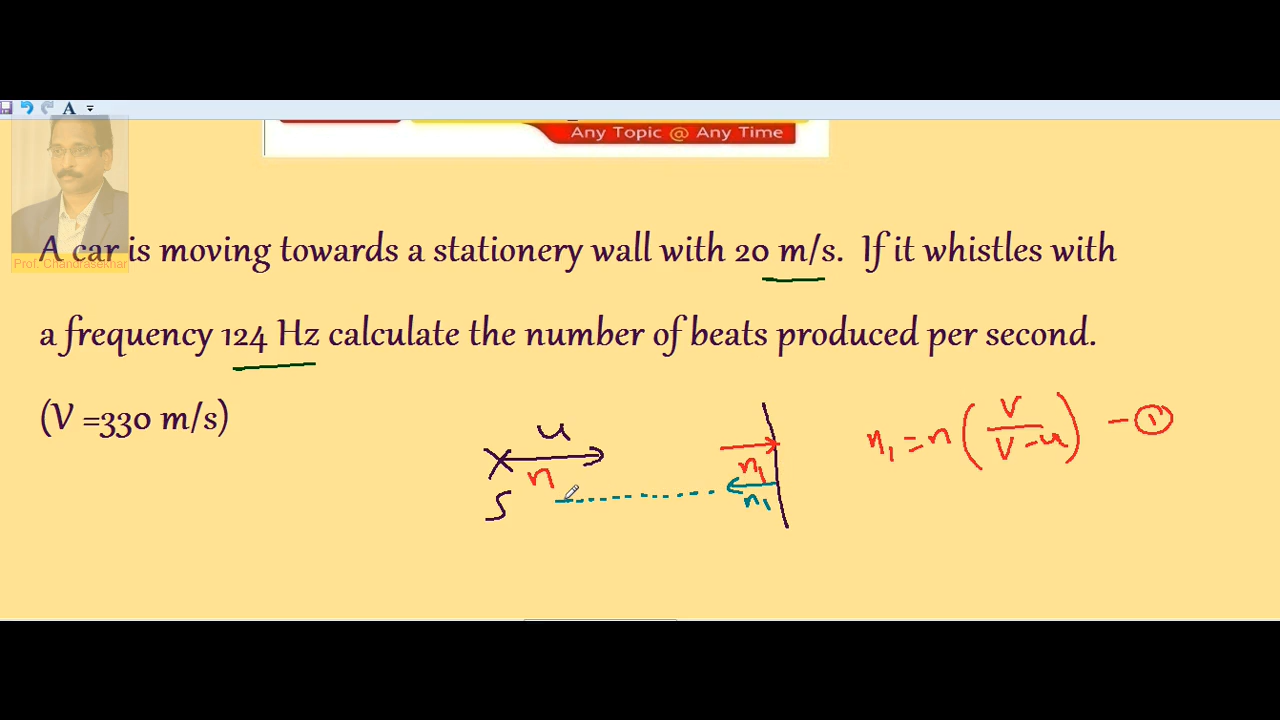 A
Any Topic @ Any Time
Prof. Chandrasekhar
A car is moving towards a stationery wall with 20 m/s. If it whistles with
a frequency 124 Hz calculate the number of beats produced per second.
(V =330 m/s)
u
n
S
n₁
n₁
n₁ = n (V / V - u) - ①